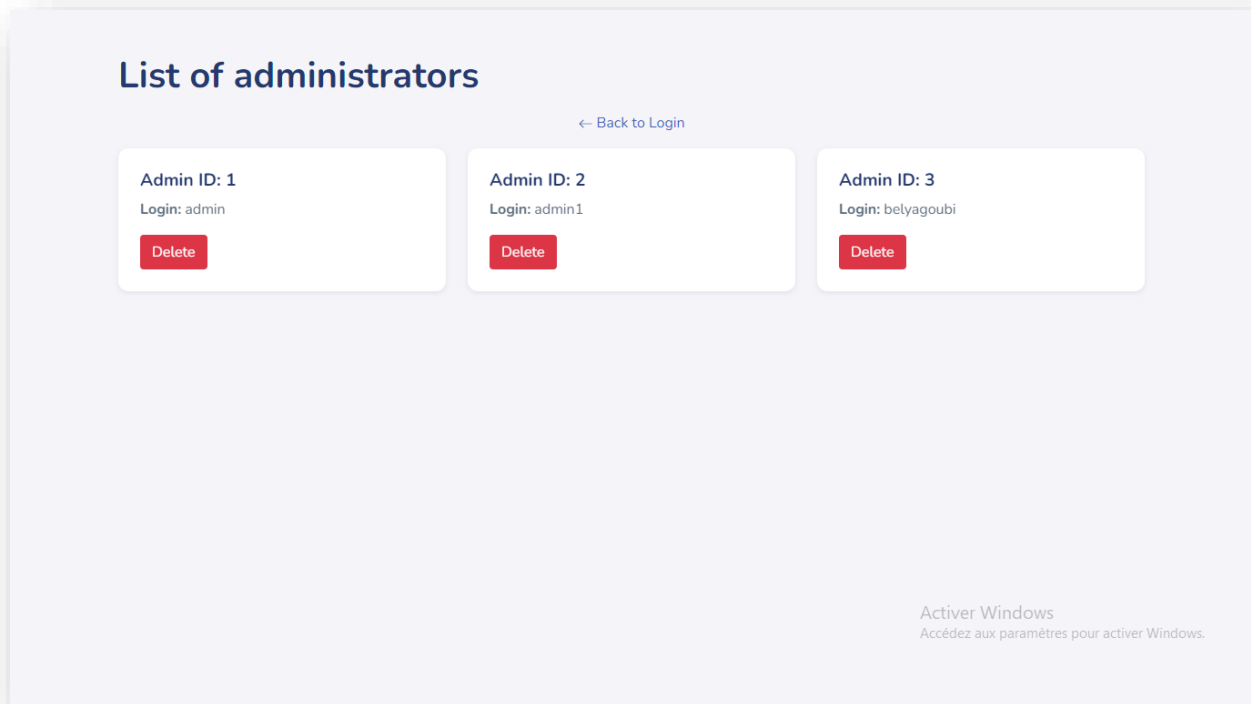 List of administrators
← Back to Login
Admin ID: 1
Login: admin
Delete
Admin ID: 2
Login: admin1
Delete
Admin ID: 3
Login: belyagoubi
Delete
Activer Windows
Accédez aux paramètres pour activer Windows.